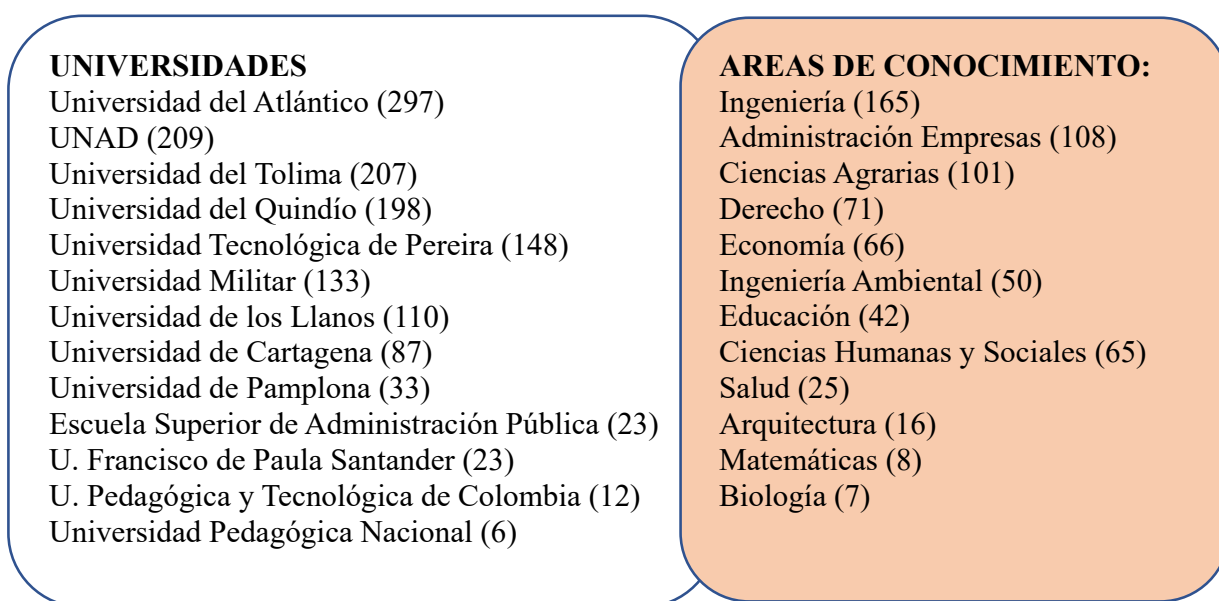 UNIVERSIDADES
Universidad del Atlántico (297)
UNAD (209)
Universidad del Tolima (207)
Universidad del Quindío (198)
Universidad Tecnológica de Pereira (148)
Universidad Militar (133)
Universidad de los Llanos (110)
Universidad de Cartagena (87)
Universidad de Pamplona (33)
Escuela Superior de Administración Pública (23)
U. Francisco de Paula Santander (23)
U. Pedagógica y Tecnológica de Colombia (12)
Universidad Pedagógica Nacional (6)
AREAS DE CONOCIMIENTO:
Ingeniería (165)
Administración Empresas (108)
Ciencias Agrarias (101)
Derecho (71)
Economía (66)
Ingeniería Ambiental (50)
Educación (42)
Ciencias Humanas y Sociales (65)
Salud (25)
Arquitectura (16)
Matemáticas (8)
Biología (7)